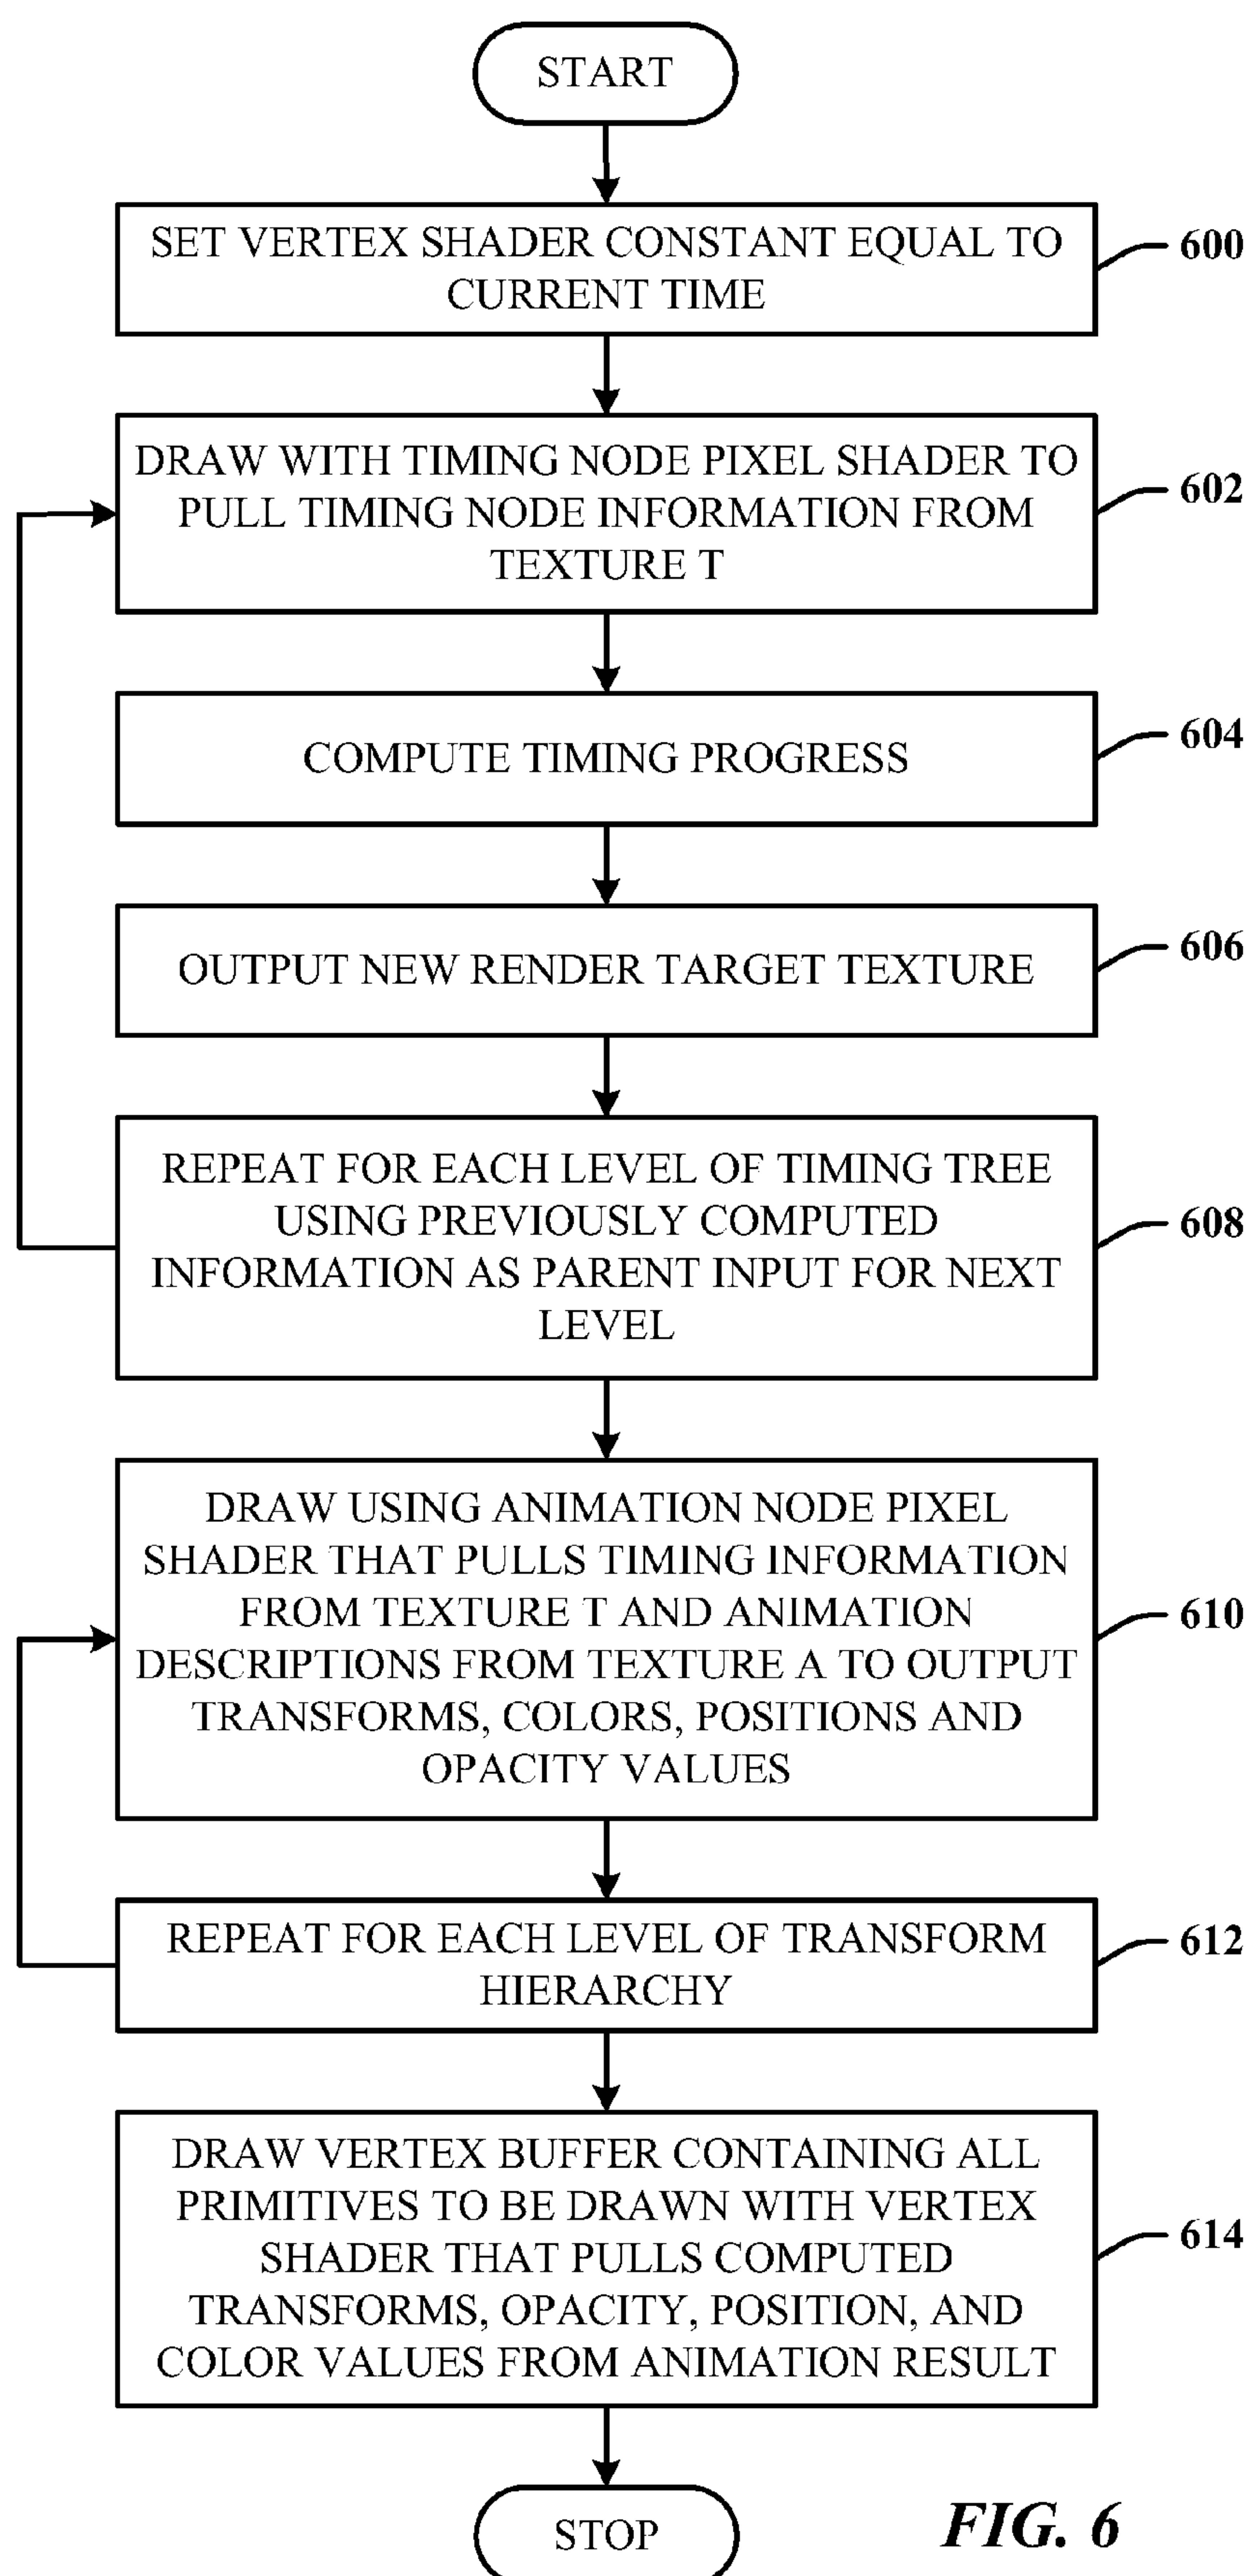 START
SET VERTEX SHADER CONSTANT EQUAL TO
CURRENT TIME
600
DRAW WITH TIMING NODE PIXEL SHADER TO
PULL TIMING NODE INFORMATION FROM
TEXTURE T
602
COMPUTE TIMING PROGRESS
604
OUTPUT NEW RENDER TARGET TEXTURE
606
REPEAT FOR EACH LEVEL OF TIMING TREE
USING PREVIOUSLY COMPUTED
INFORMATION AS PARENT INPUT FOR NEXT
LEVEL
608
DRAW USING ANIMATION NODE PIXEL
SHADER THAT PULLS TIMING INFORMATION
FROM TEXTURE T AND ANIMATION
DESCRIPTIONS FROM TEXTURE A TO OUTPUT
TRANSFORMS, COLORS, POSITIONS AND
OPACITY VALUES
610
REPEAT FOR EACH LEVEL OF TRANSFORM
HIERARCHY
612
DRAW VERTEX BUFFER CONTAINING ALL
PRIMITIVES TO BE DRAWN WITH VERTEX
SHADER THAT PULLS COMPUTED
TRANSFORMS, OPACITY, POSITION, AND
COLOR VALUES FROM ANIMATION RESULT
614
STOP
FIG. 6